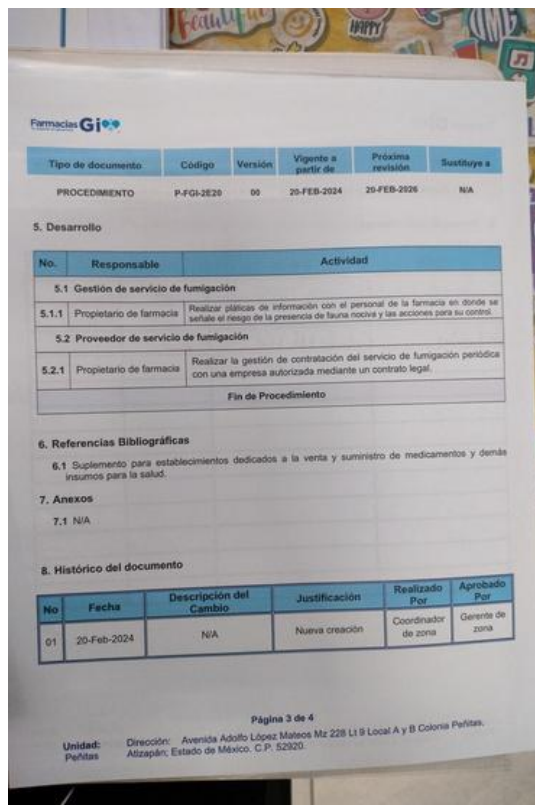 Beautiful
HAPPY
OMG
Farmacias Gi
Tipo de documento Código Versión Vigente a partir de Próxima revisión Sustituye a
PROCEDIMIENTO P-FGI-2E20 00 20-FEB-2024 20-FEB-2026 N/A
5. Desarrollo
No. Responsable Actividad
5.1 Gestión de servicio de fumigación
5.1.1 Propietario de farmacia Realizar pláticas de información con el personal de la farmacia en donde se
señale el riesgo de la presencia de fauna nociva y las acciones para su control.
5.2 Proveedor de servicio de fumigación
5.2.1 Propietario de farmacia Realizar la gestión de contratación del servicio de fumigación periódica
con una empresa autorizada mediante un contrato legal.
Fin de Procedimiento
6. Referencias Bibliográficas
6.1 Suplemento para establecimientos dedicados a la venta y suministro de medicamentos y demás
insumos para la salud.
7. Anexos
7.1 N/A
8. Histórico del documento
No Fecha Descripción del Cambio Justificación Realizado Por Aprobado Por
01 20-Feb-2024 N/A Nueva creación Coordinador de zona Gerente de zona
Página 3 de 4
Unidad: Dirección: Avenida Adolfo López Mateos Mz 228 Lt 9 Local A y B Colonia Peñitas,
Peñitas Atizapán; Estado de México. C.P. 52920.